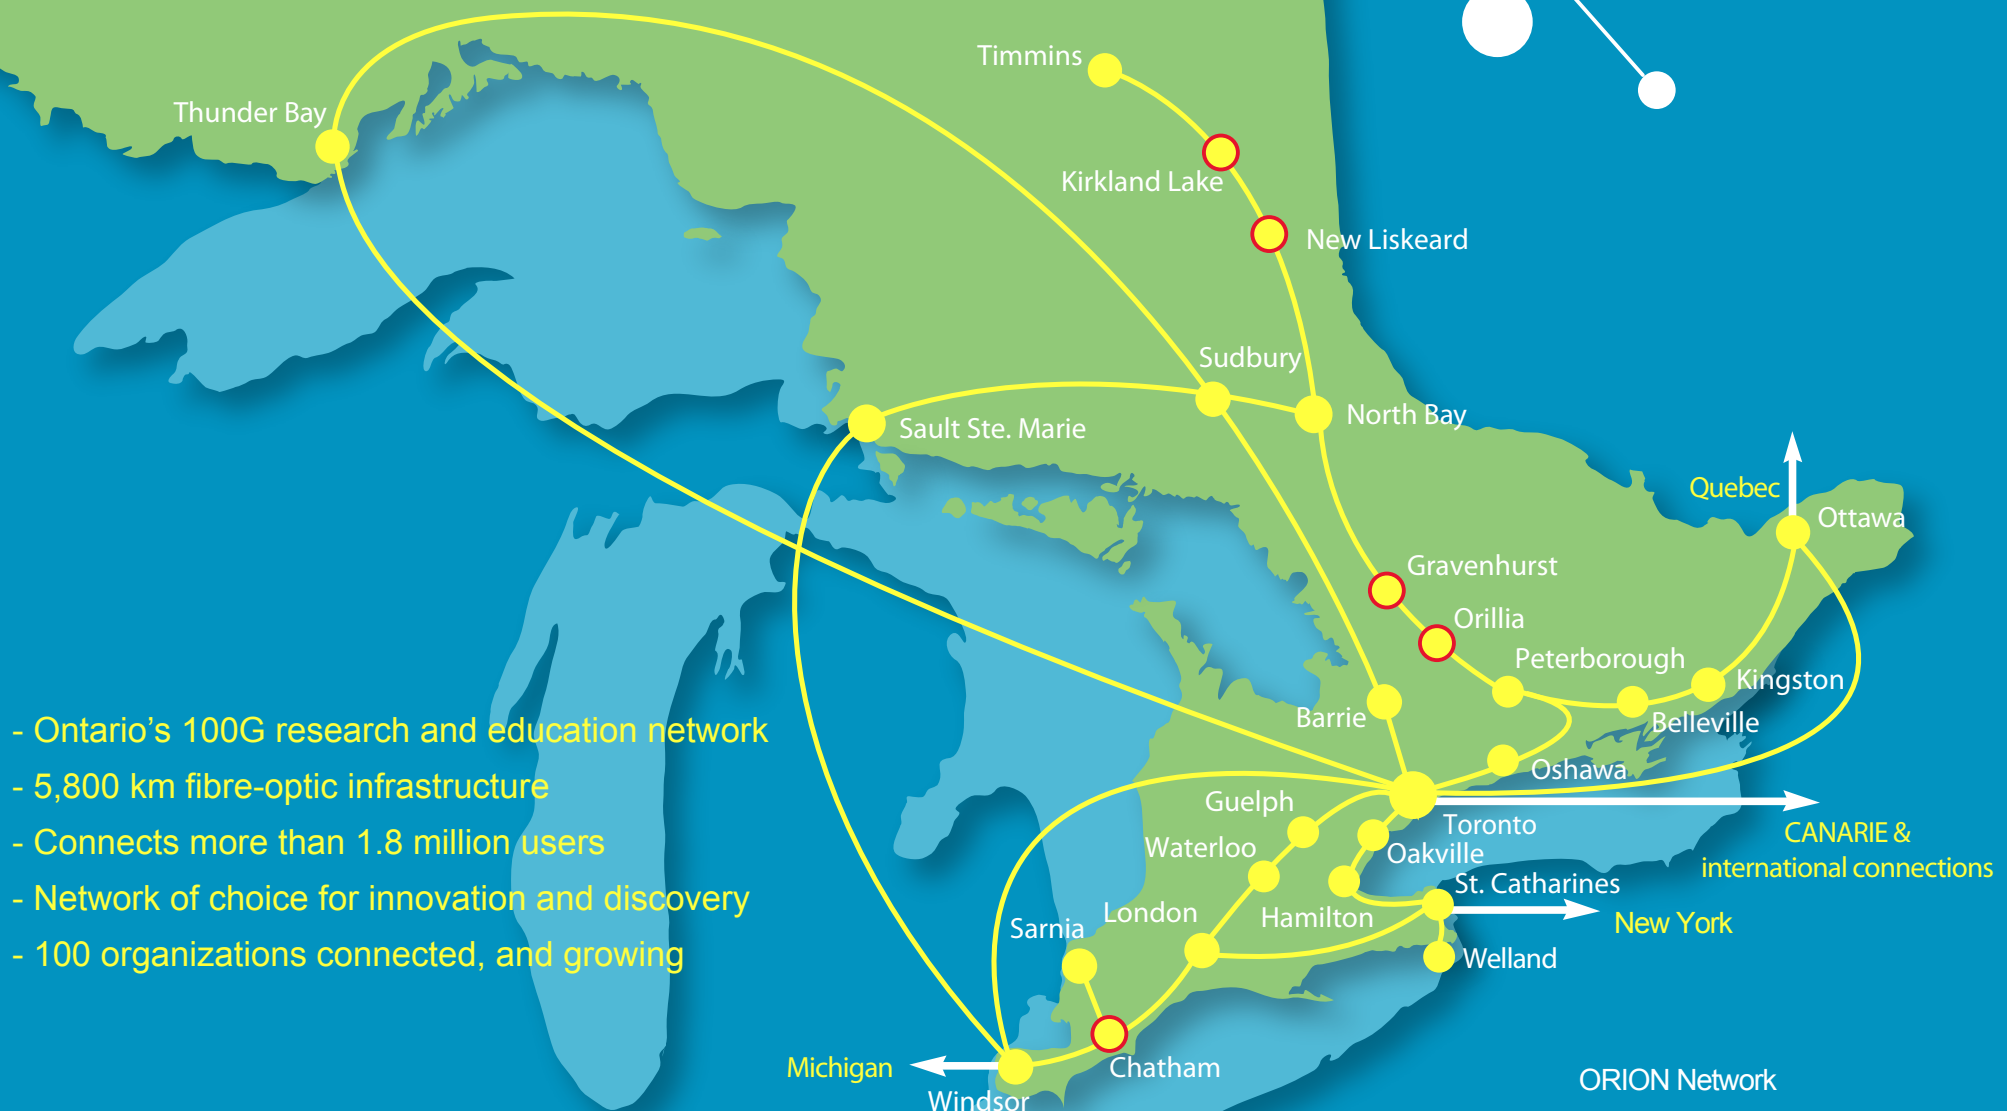 Timmins
Thunder Bay
Kirkland Lake
New Liskeard
Sudbury
North Bay
Sault Ste. Marie
Quebec
Ottawa
Gravenhurst
Orillia
Peterborough
Kingston
Barrie
Belleville
- Ontario’s 100G research and education network
- 5,800 km fibre-optic infrastructure
- Connects more than 1.8 million users
- Network of choice for innovation and discovery
- 100 organizations connected, and growing
Oshawa
Guelph
Toronto
CANARIE &
international connections
Waterloo
Oakville
St. Catharines
London
Hamilton
New York
Sarnia
Welland
Michigan
Chatham
Windsor
ORION Network